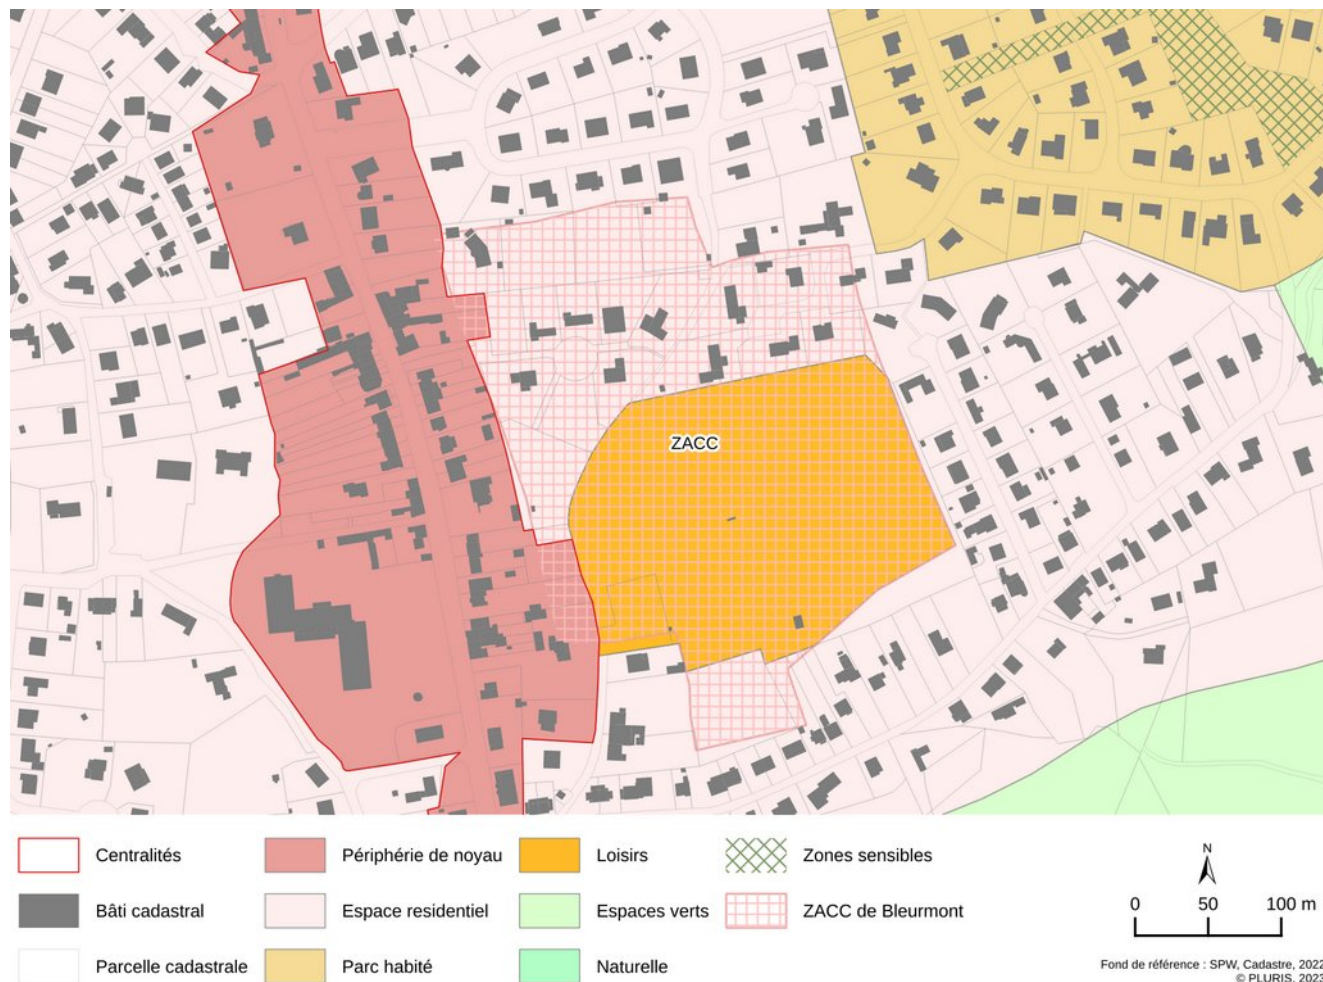 ZACC
Centralités
Périphérie de noyau
Loisirs
Zones sensibles
Bâti cadastral
Espace residentiel
Espaces verts
ZACC de Bleurmont
Parcelle cadastrale
Parc habité
Naturelle
N
0 50 100 m
Fond de référence : SPW, Cadastre, 2022
© PLURIS, 2023